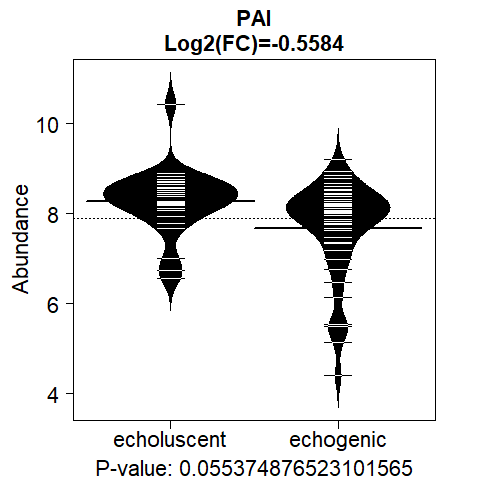 PAI
Log2(FC)=-0.5584
Abundance
10
8
6
4
echoluscent echogenic
P-value: 0.055374876523101565